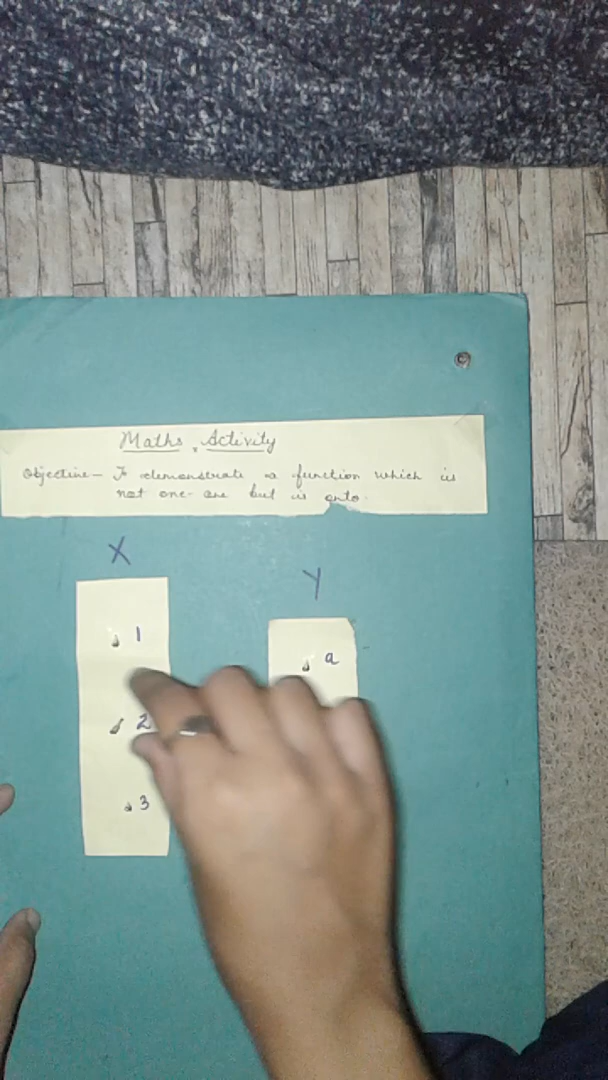 Maths Activity
Objective - To demonstrate a function which is
not one-one but is onto.
X
Y
1
a
2
3